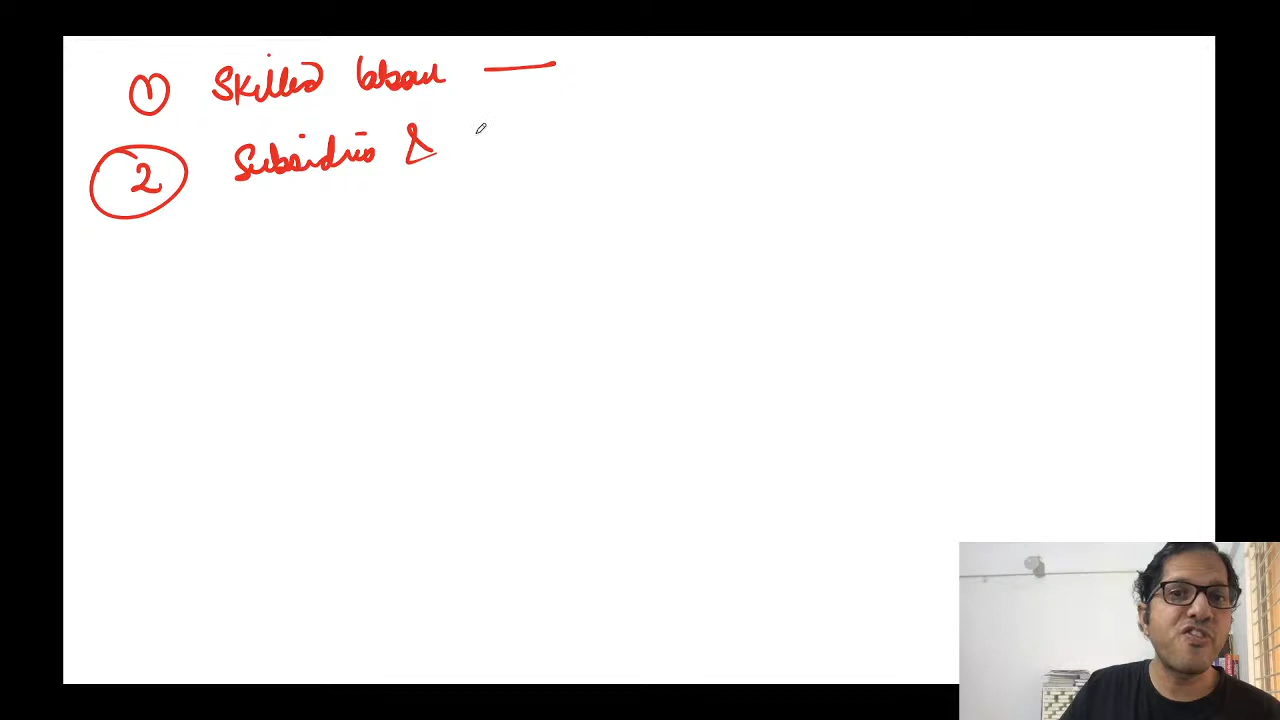 ① Skilled labour —
② Subsidies &